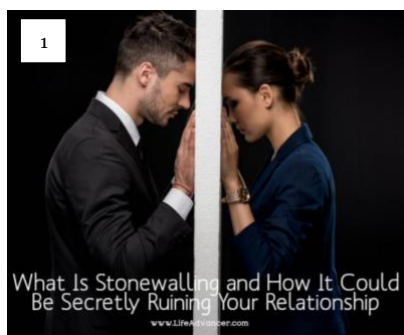 1
What Is Stonewalling and How It Could
Be Secretly Ruining Your Relationship
www.LifeAdvancer.com